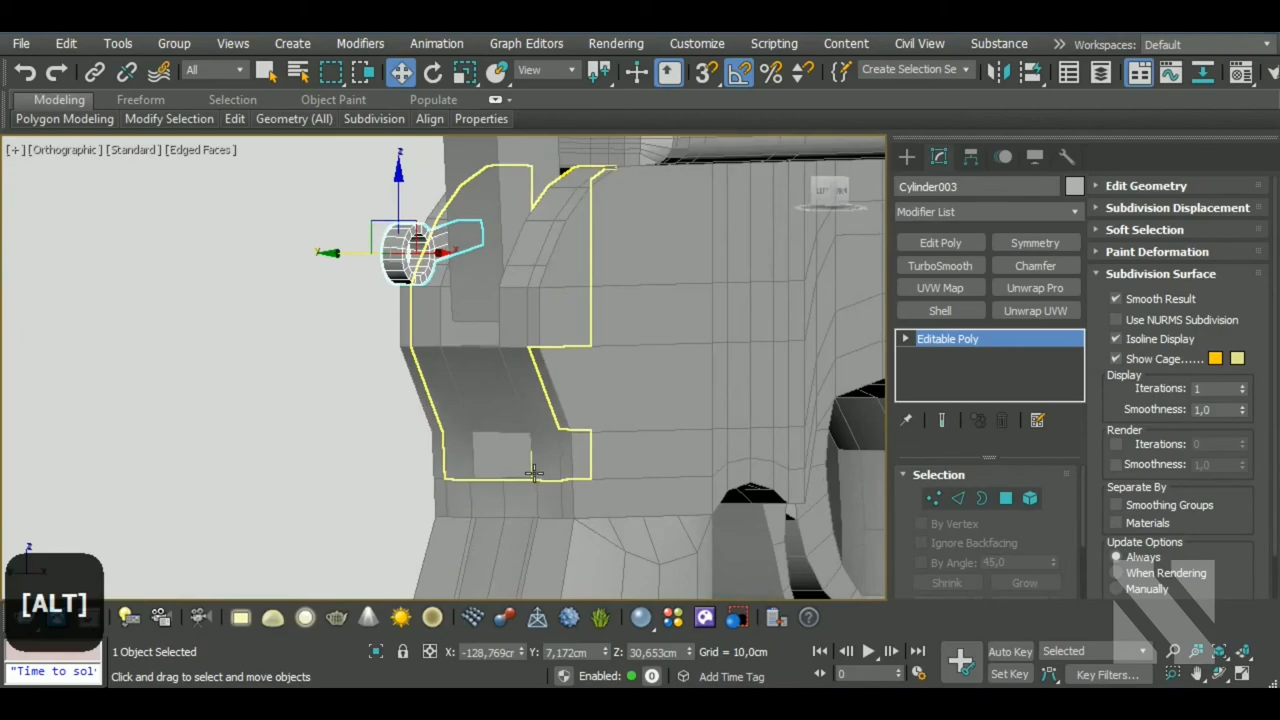 File Edit Tools Group Views Create Modifiers Animation Graph Editors Rendering Customize Scripting Content Civil View Substance Workspaces: Default
All View Create Selection Se
Modeling Freeform Selection Object Paint Populate
Polygon Modeling Modify Selection Edit Geometry (All) Subdivision Align Properties
[+] [Orthographic] [Standard] [Edged Faces]
Cylinder003
Modifier List
Edit Poly Symmetry
TurboSmooth Chamfer
UVW Map Unwrap Pro
Shell Unwrap UVW
Editable Poly
Selection
By Vertex
Ignore Backfacing
By Angle: 45,0
Shrink Grow
Edit Geometry
Subdivision Displacement
Soft Selection
Paint Deformation
Subdivision Surface
Smooth Result
Use NURMS Subdivision
Isoline Display
Show Cage......
Display
Iterations: 1
Smoothness: 1,0
Render
Iterations: 0
Smoothness: 1,0
Separate By
Smoothing Groups
Materials
Update Options
Always
When Rendering
Manually
z
y
x
z
x
[ALT]
"Time to sol
1 Object Selected
Click and drag to select and move objects
X: -128,769cr Y: 7,172cm Z: 30,653cm Grid = 10,0cm
Enabled: 0 Add Time Tag
0
Auto Key Selected
Set Key Key Filters...